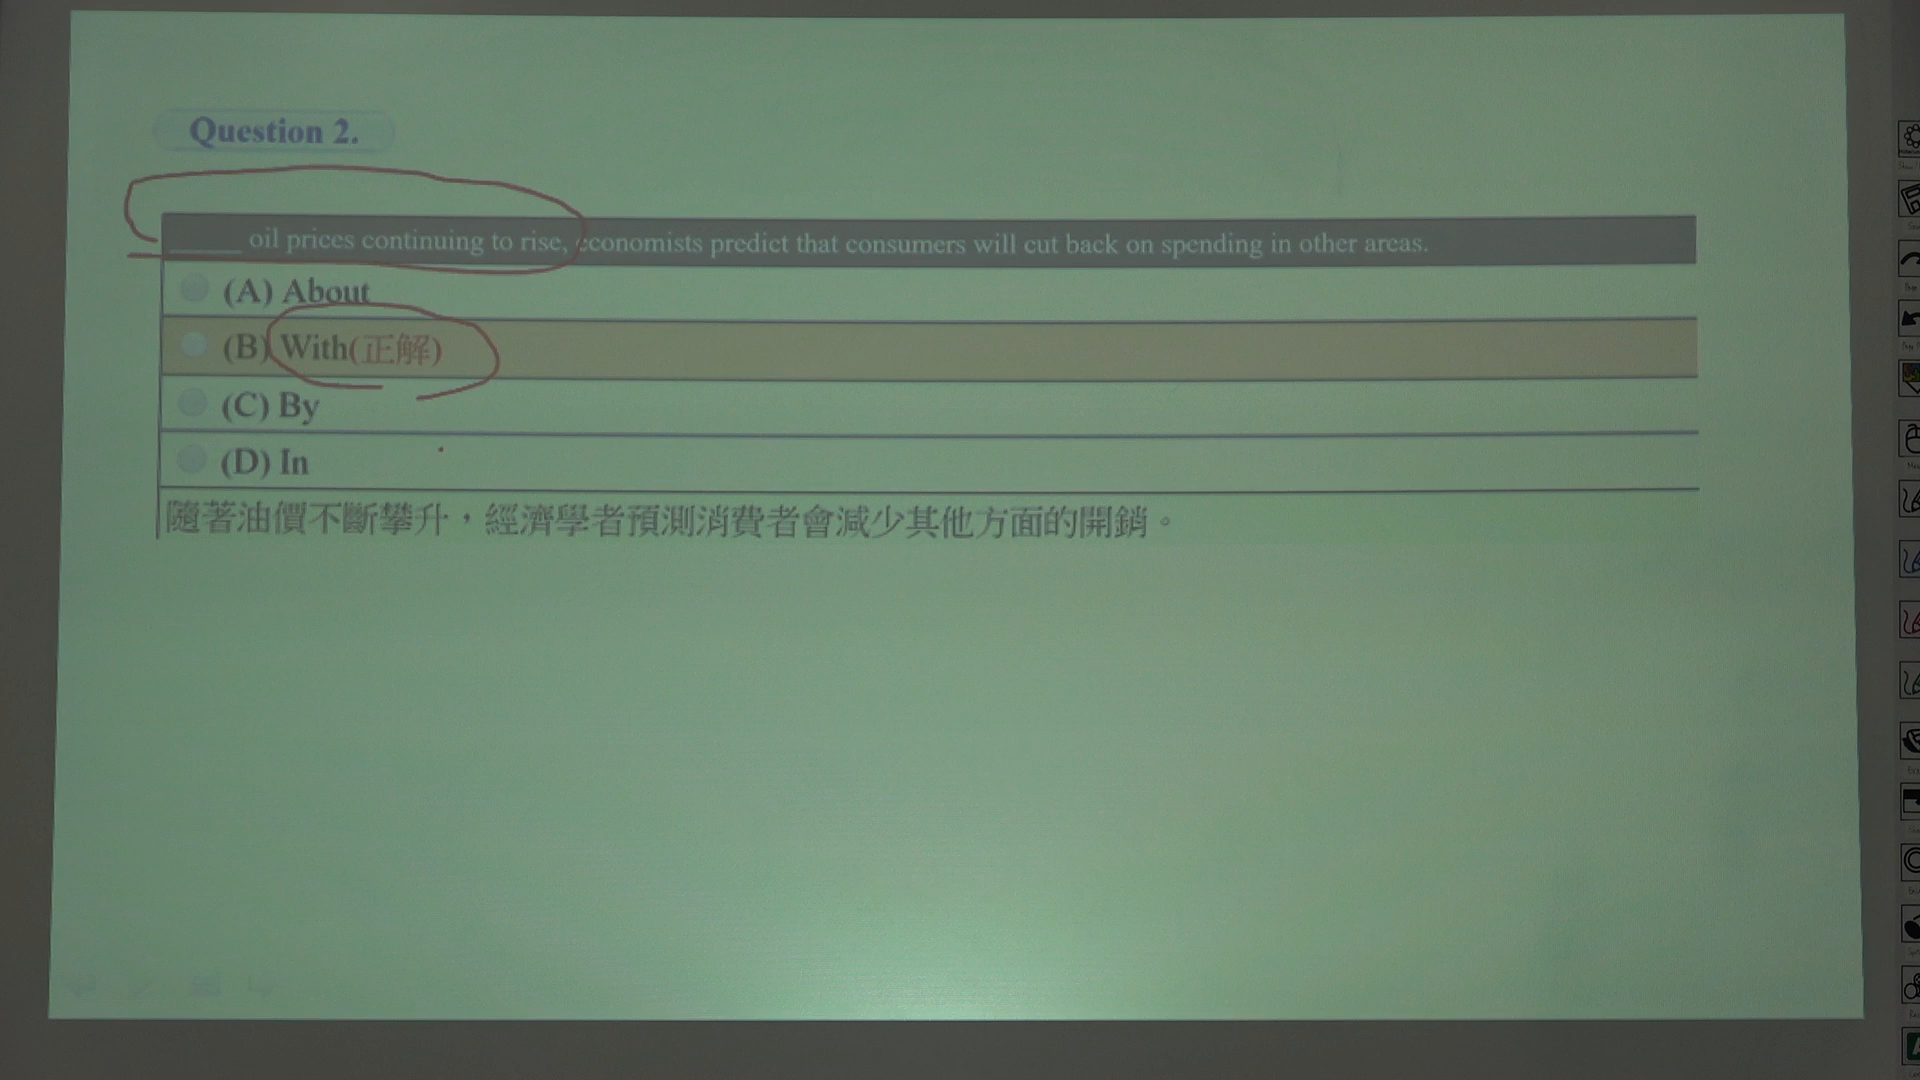 Question 2.
_____ oil prices continuing to rise, economists predict that consumers will cut back on spending in other areas.
(A) About
(B) With(正解)
(C) By
(D) In
隨著油價不斷攀升，經濟學者預測消費者會減少其他方面的開銷。